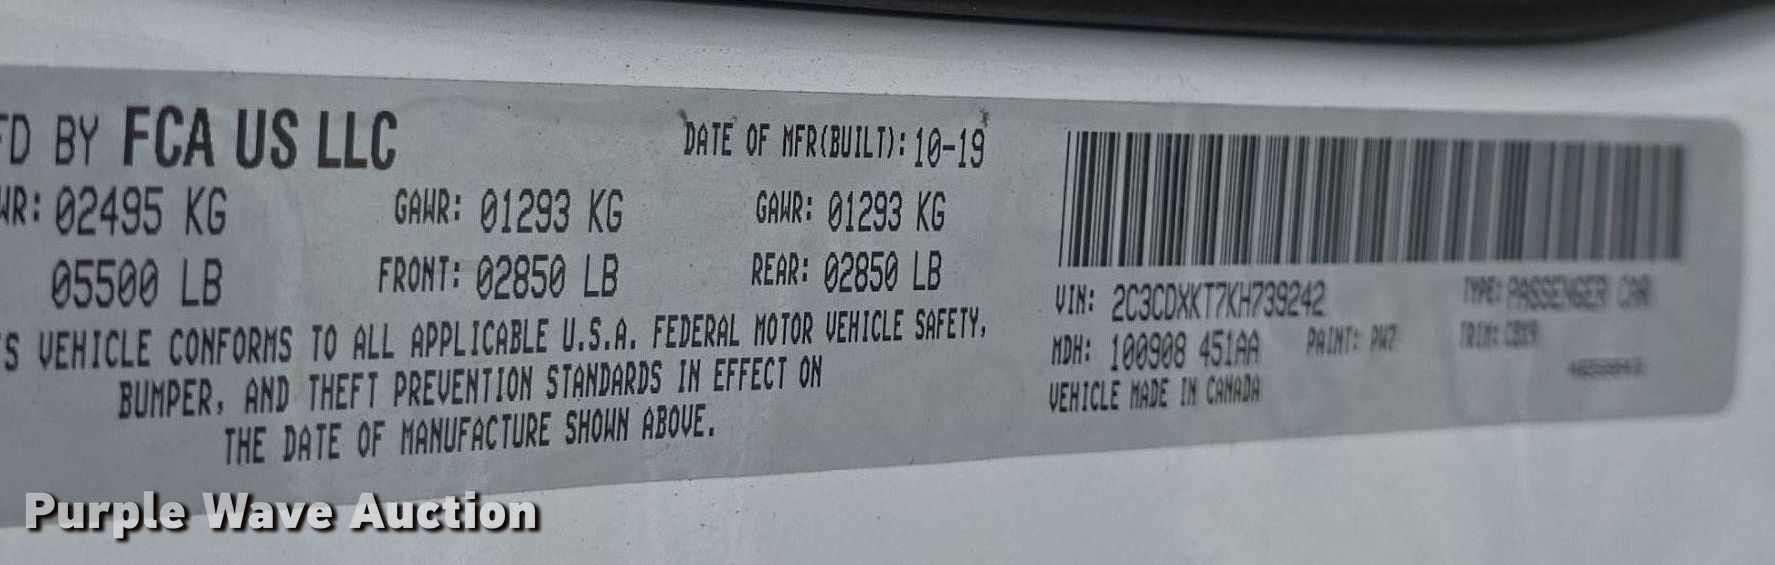 FD BY FCA US LLC
DATE OF MFR(BUILT): 10-19
WR: 02495 KG GAWR: 01293 KG GAWR: 01293 KG
05500 LB FRONT: 02850 LB REAR: 02850 LB
S VEHICLE CONFORMS TO ALL APPLICABLE U.S.A. FEDERAL MOTOR VEHICLE SAFETY,
BUMPER, AND THEFT PREVENTION STANDARDS IN EFFECT ON
THE DATE OF MANUFACTURE SHOWN ABOVE.
VIN: 2C3CDXKT7KH739242 TYPE: PASSENGER CAR
MDH: 100908 451AA PAINT: PW7 TRIM:
VEHICLE MADE IN CANADA
Purple Wave Auction